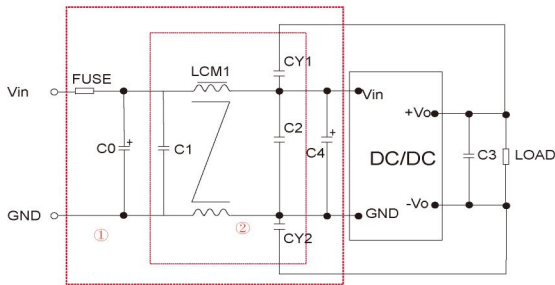 CY1
FUSE
LCM1
Vin
Vin
+Vo
C0
+
C1
C2
C4
+
DC/DC
C3
LOAD
-Vo
GND
GND
①
②
CY2